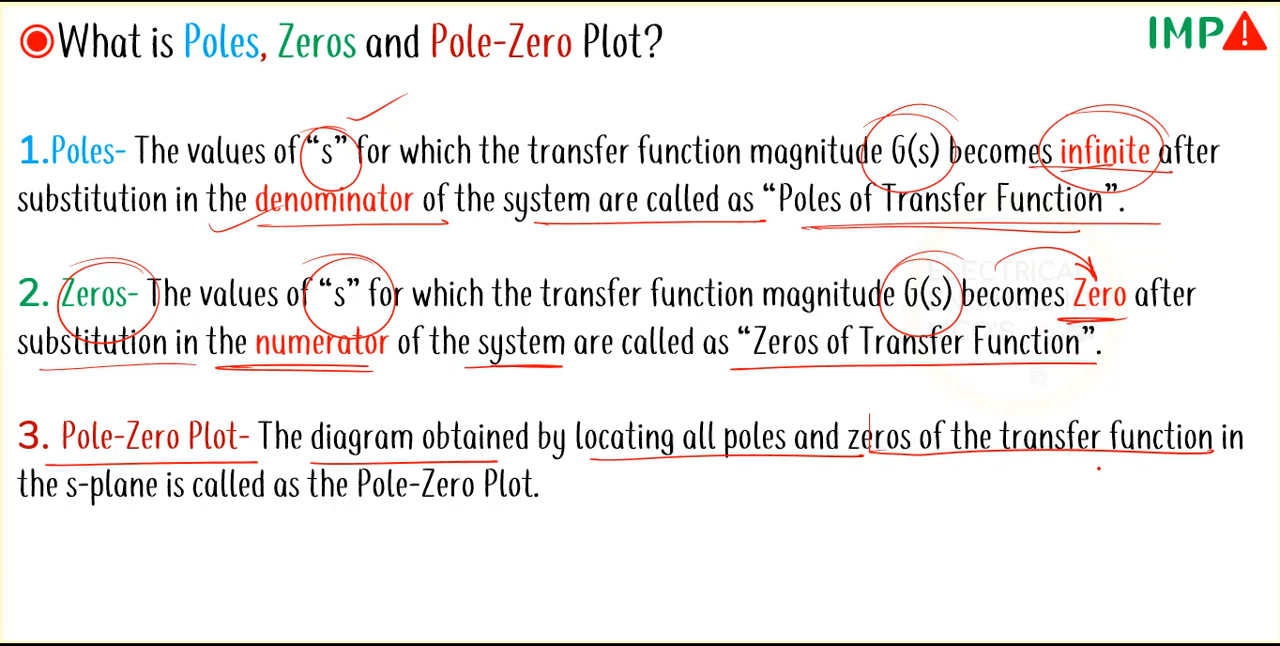 What is Poles, Zeros and Pole-Zero Plot?
IMP
1.Poles- The values of “s” for which the transfer function magnitude G(s) becomes infinite after
substitution in the denominator of the system are called as “Poles of Transfer Function”.
2. Zeros- The values of “s” for which the transfer function magnitude G(s) becomes Zero after
substitution in the numerator of the system are called as “Zeros of Transfer Function”.
3. Pole-Zero Plot- The diagram obtained by locating all poles and zeros of the transfer function in
the s-plane is called as the Pole-Zero Plot.